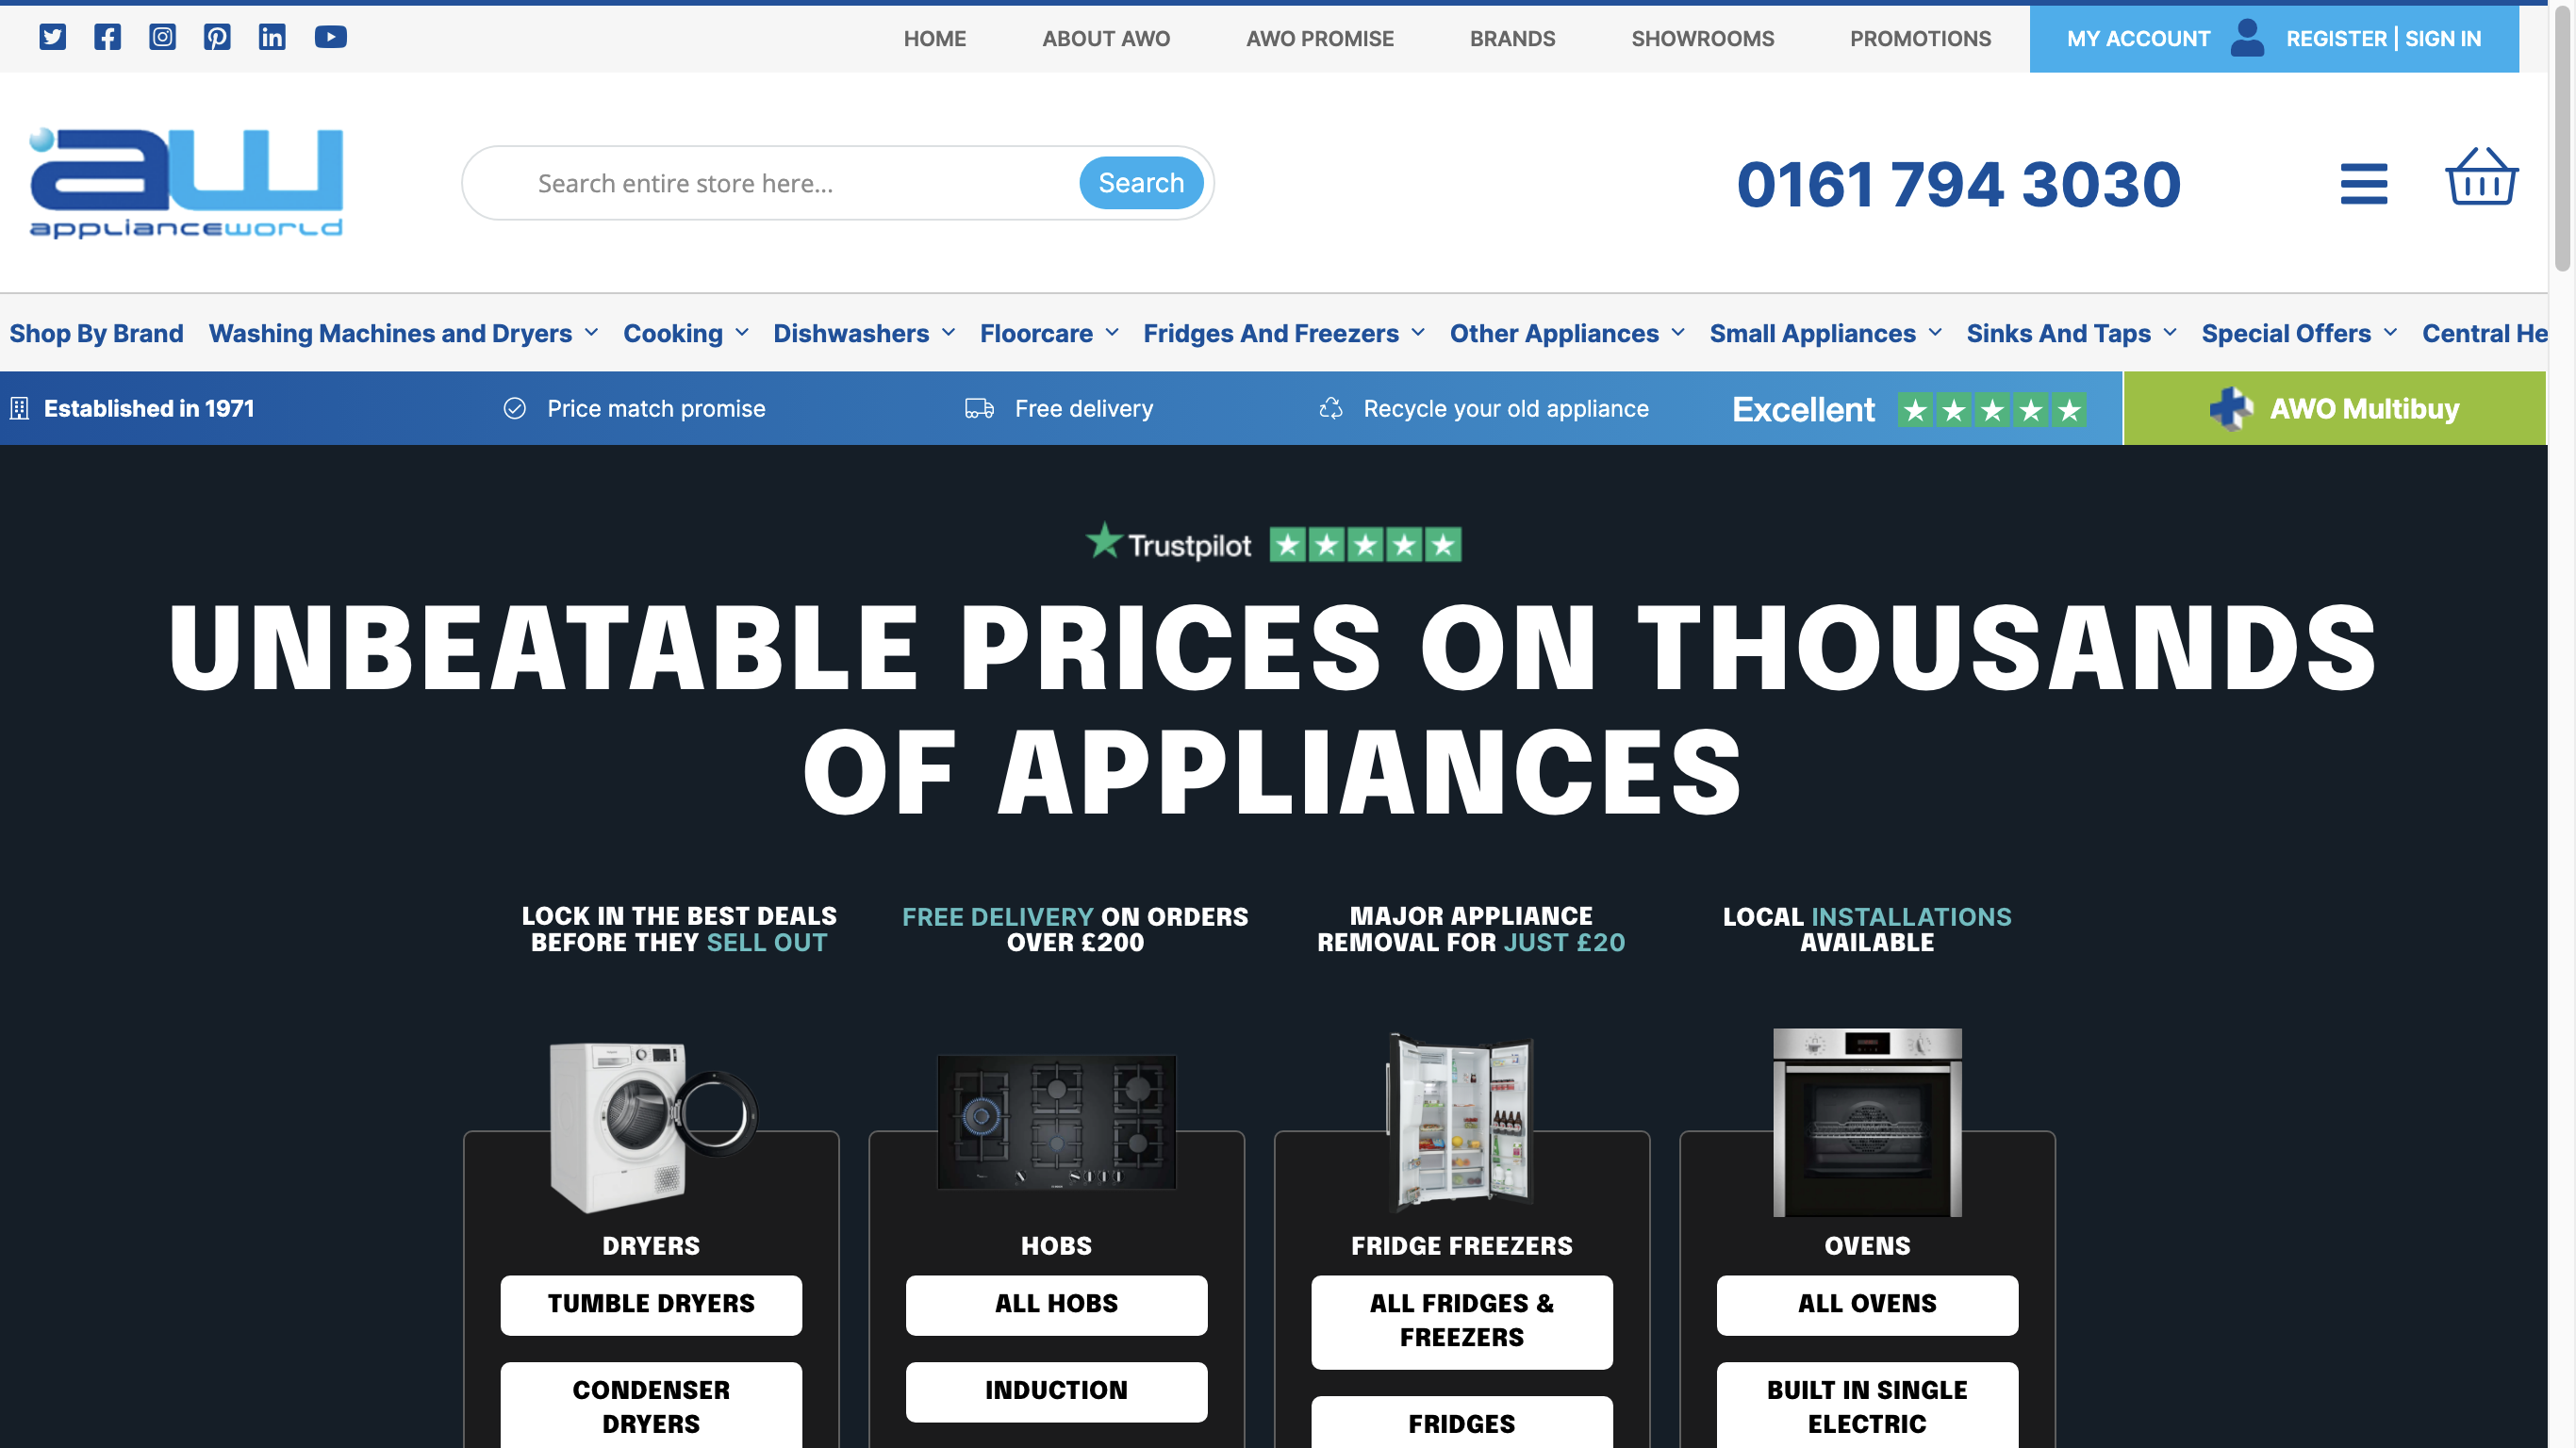 HOME
ABOUT AWO
AWO PROMISE
BRANDS
SHOWROOMS
PROMOTIONS
MY ACCOUNT
REGISTER | SIGN IN
aw
applianceworld
Search entire store here...
Search
0161 794 3030
Shop By Brand
Washing Machines and Dryers
Cooking
Dishwashers
Floorcare
Fridges And Freezers
Other Appliances
Small Appliances
Sinks And Taps
Special Offers
Central He
Established in 1971
Price match promise
Free delivery
Recycle your old appliance
Excellent
AWO Multibuy
Trustpilot
UNBEATABLE PRICES ON THOUSANDS
OF APPLIANCES
LOCK IN THE BEST DEALS
BEFORE THEY SELL OUT
FREE DELIVERY ON ORDERS
OVER £200
MAJOR APPLIANCE
REMOVAL FOR JUST £20
LOCAL INSTALLATIONS
AVAILABLE
DRYERS
TUMBLE DRYERS
CONDENSER
DRYERS
HOBS
ALL HOBS
INDUCTION
FRIDGE FREEZERS
ALL FRIDGES &
FREEZERS
FRIDGES
OVENS
ALL OVENS
BUILT IN SINGLE
ELECTRIC